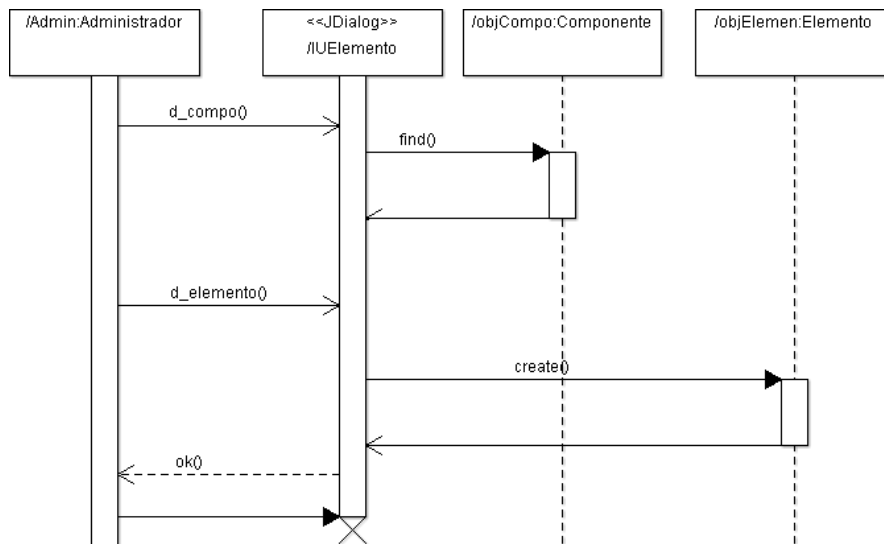 /Admin:Administrador
<<JDialog>>
/IUElemento
/objCompo:Componente
/objElemen:Elemento
d_compo()
find()
d_elemento()
create()
ok()